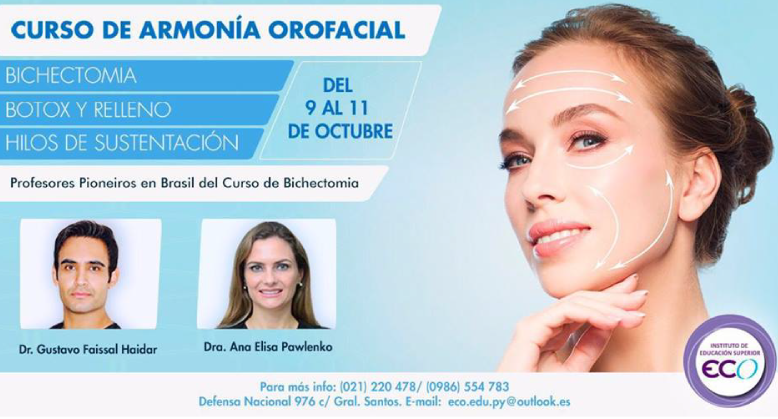 CURSO DE ARMONÍA OROFACIAL
BICHECTOMIA
BOTOX Y RELLENO
HILOS DE SUSTENTACIÓN
DEL
9 AL 11
DE OCTUBRE
Profesores Pioneiros en Brasil del Curso de Bichectomia
Dr. Gustavo Faissal Haidar
Dra. Ana Elisa Pawlenko
INSTITUTO DE
EDUCACIÓN SUPERIOR
ECO
Para más info: (021) 220 478/ (0986) 554 783
Defensa Nacional 976 c/ Gral. Santos. E-mail: eco.edu.py@outlook.es